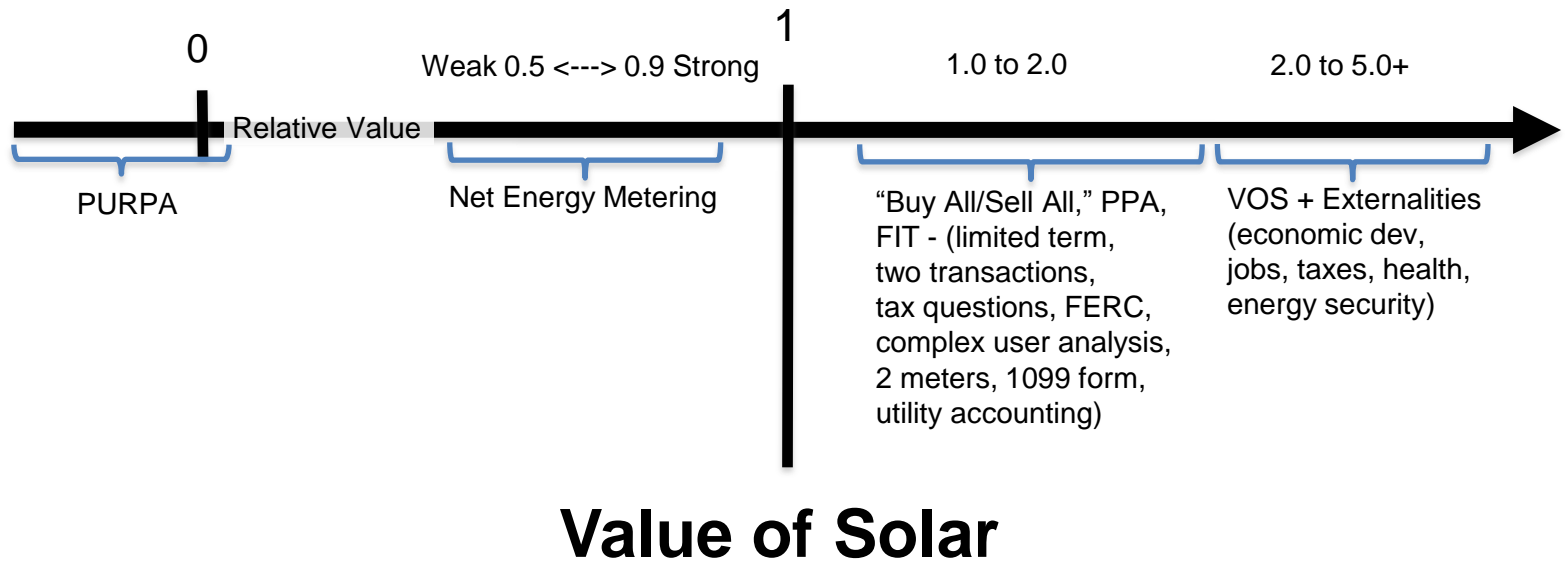 0
1
Weak 0.5 <---> 0.9 Strong
1.0 to 2.0
2.0 to 5.0+
Relative Value
PURPA
Net Energy Metering
“Buy All/Sell All,” PPA,
FIT - (limited term,
two transactions,
tax questions, FERC,
complex user analysis,
2 meters, 1099 form,
utility accounting)
VOS + Externalities
(economic dev,
jobs, taxes, health,
energy security)
Value of Solar